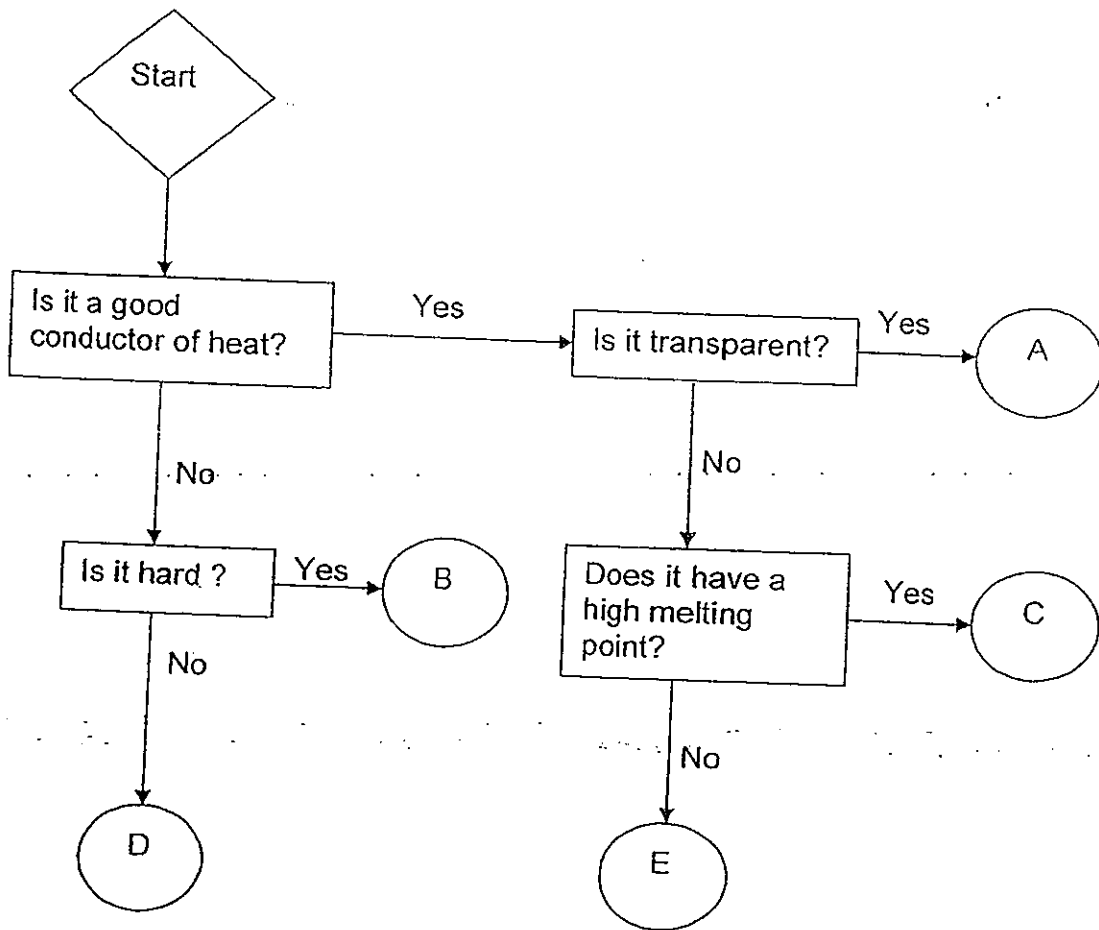 Start
Is it a good
conductor of heat?
Yes
Is it transparent?
Yes
A
No
No
Is it hard ?
Yes
B
Does it have a
high melting
point?
Yes
C
No
No
D
E